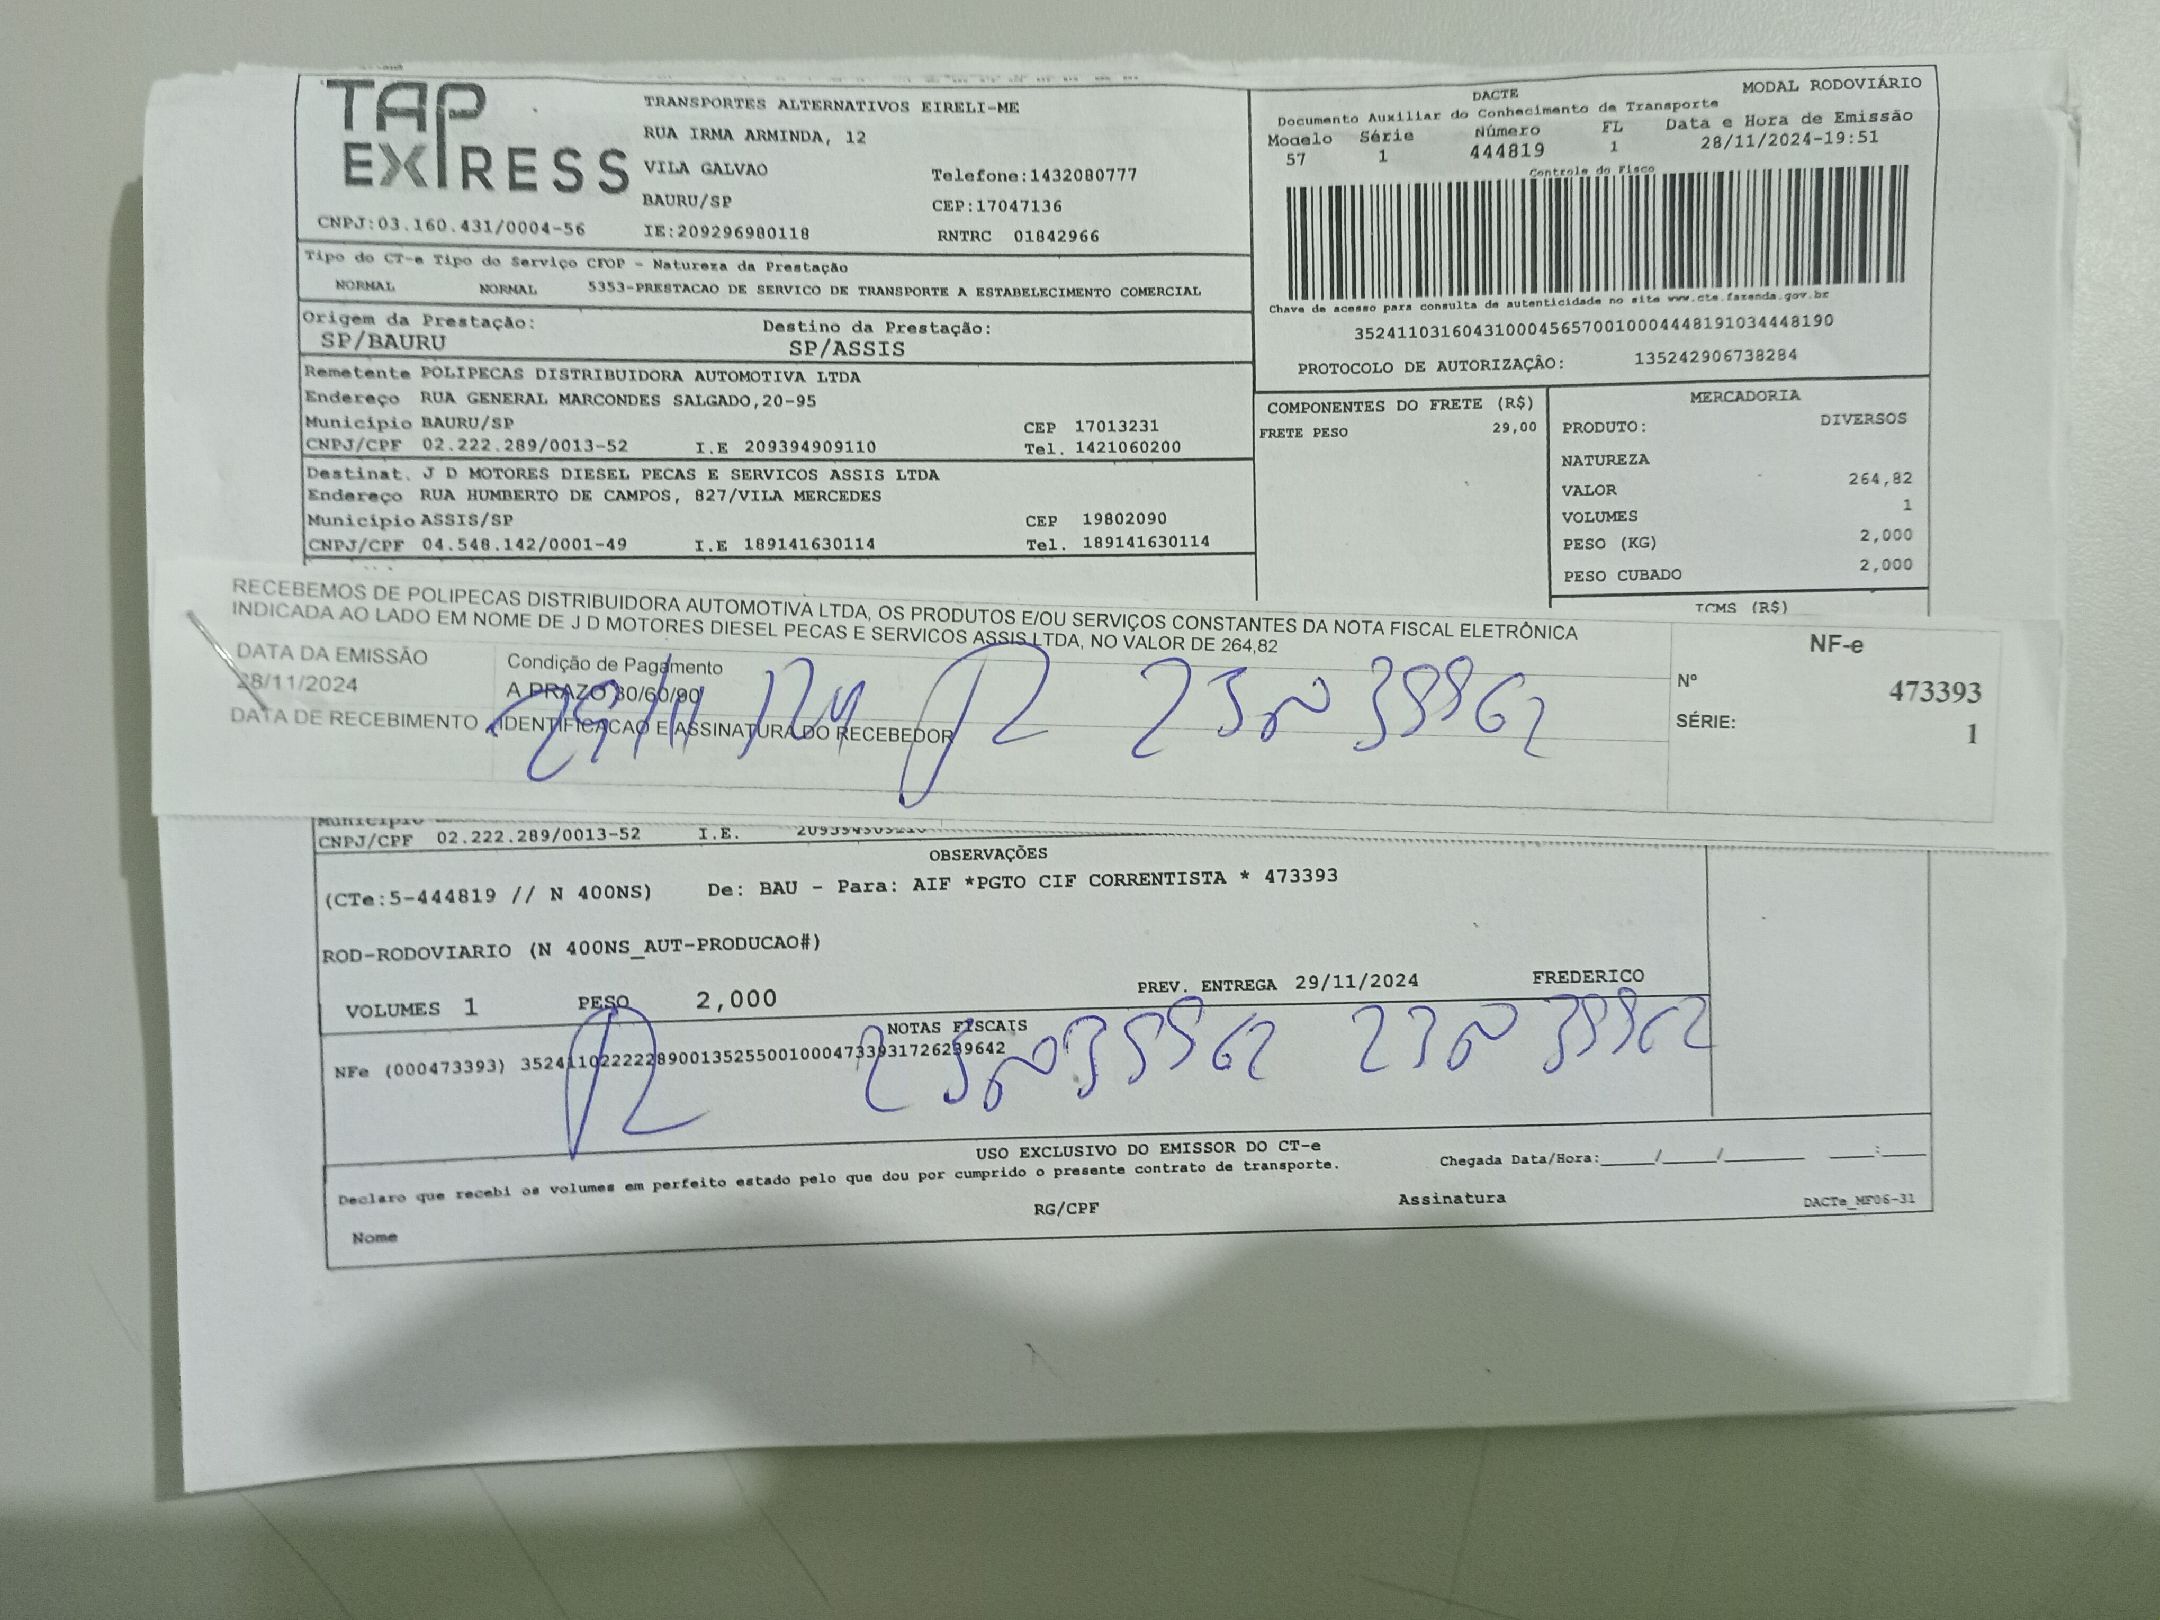 TAP EXPRESS
TRANSPORTES ALTERNATIVOS EIRELI-ME
RUA IRMA ARMINDA, 12
VILA GALVAO Telefone:1432080777
BAURU/SP CEP:17047136
CNPJ:03.160.431/0004-56 IE:209296980118 RNTRC 01842966
DACTE MODAL RODOVIÁRIO
Documento Auxiliar do Conhecimento de Transporte
Modelo Série Número FL Data e Hora de Emissão
57 1 444819 1 28/11/2024-19:51
Controle do Fisco
Chave de acesso para consulta de autenticidade no site www.cte.fazenda.gov.br
35241103160431000456570010004448191034448190
PROTOCOLO DE AUTORIZAÇÃO: 135242906738284
Tipo do CT-e Tipo do Serviço CFOP - Natureza da Prestação
NORMAL NORMAL 5353-PRESTACAO DE SERVICO DE TRANSPORTE A ESTABELECIMENTO COMERCIAL
Origem da Prestação: Destino da Prestação:
SP/BAURU SP/ASSIS
Remetente POLIPECAS DISTRIBUIDORA AUTOMOTIVA LTDA
Endereço RUA GENERAL MARCONDES SALGADO,20-95
Município BAURU/SP CEP 17013231
CNPJ/CPF 02.222.289/0013-52 I.E 209394909110 Tel. 1421060200
Destinat. J D MOTORES DIESEL PECAS E SERVICOS ASSIS LTDA
Endereço RUA HUMBERTO DE CAMPOS, 827/VILA MERCEDES
Município ASSIS/SP CEP 19802090
CNPJ/CPF 04.548.142/0001-49 I.E 189141630114 Tel. 189141630114
COMPONENTES DO FRETE (R$)
FRETE PESO 29,00
MERCADORIA
PRODUTO: DIVERSOS
NATUREZA
VALOR 264,82
VOLUMES 1
PESO (KG) 2,000
PESO CUBADO 2,000
ICMS (R$)
RECEBEMOS DE POLIPECAS DISTRIBUIDORA AUTOMOTIVA LTDA, OS PRODUTOS E/OU SERVIÇOS CONSTANTES DA NOTA FISCAL ELETRÔNICA
INDICADA AO LADO EM NOME DE J D MOTORES DIESEL PECAS E SERVICOS ASSIS LTDA, NO VALOR DE 264,82
DATA DA EMISSÃO Condição de Pagamento
28/11/2024 A PRAZO 30/60/90
DATA DE RECEBIMENTO IDENTIFICACAO E ASSINATURA DO RECEBEDOR
29/11/24
NF-e
Nº 473393
SÉRIE: 1
Município
CNPJ/CPF 02.222.289/0013-52 I.E.
OBSERVAÇÕES
(CTe:5-444819 // N 400NS) De: BAU - Para: AIF *PGTO CIF CORRENTISTA * 473393
ROD-RODOVIARIO (N 400NS_AUT-PRODUCAO#)
PREV. ENTREGA 29/11/2024 FREDERICO
VOLUMES 1 PESO 2,000
NOTAS FISCAIS
NFe (000473393) 35241102222289001352550010004733931726239642
USO EXCLUSIVO DO EMISSOR DO CT-e
Declaro que recebi os volumes em perfeito estado pelo que dou por cumprido o presente contrato de transporte. Chegada Data/Hora:_____/_____/_______ ____:____
Nome RG/CPF Assinatura DACTe_MF06-31